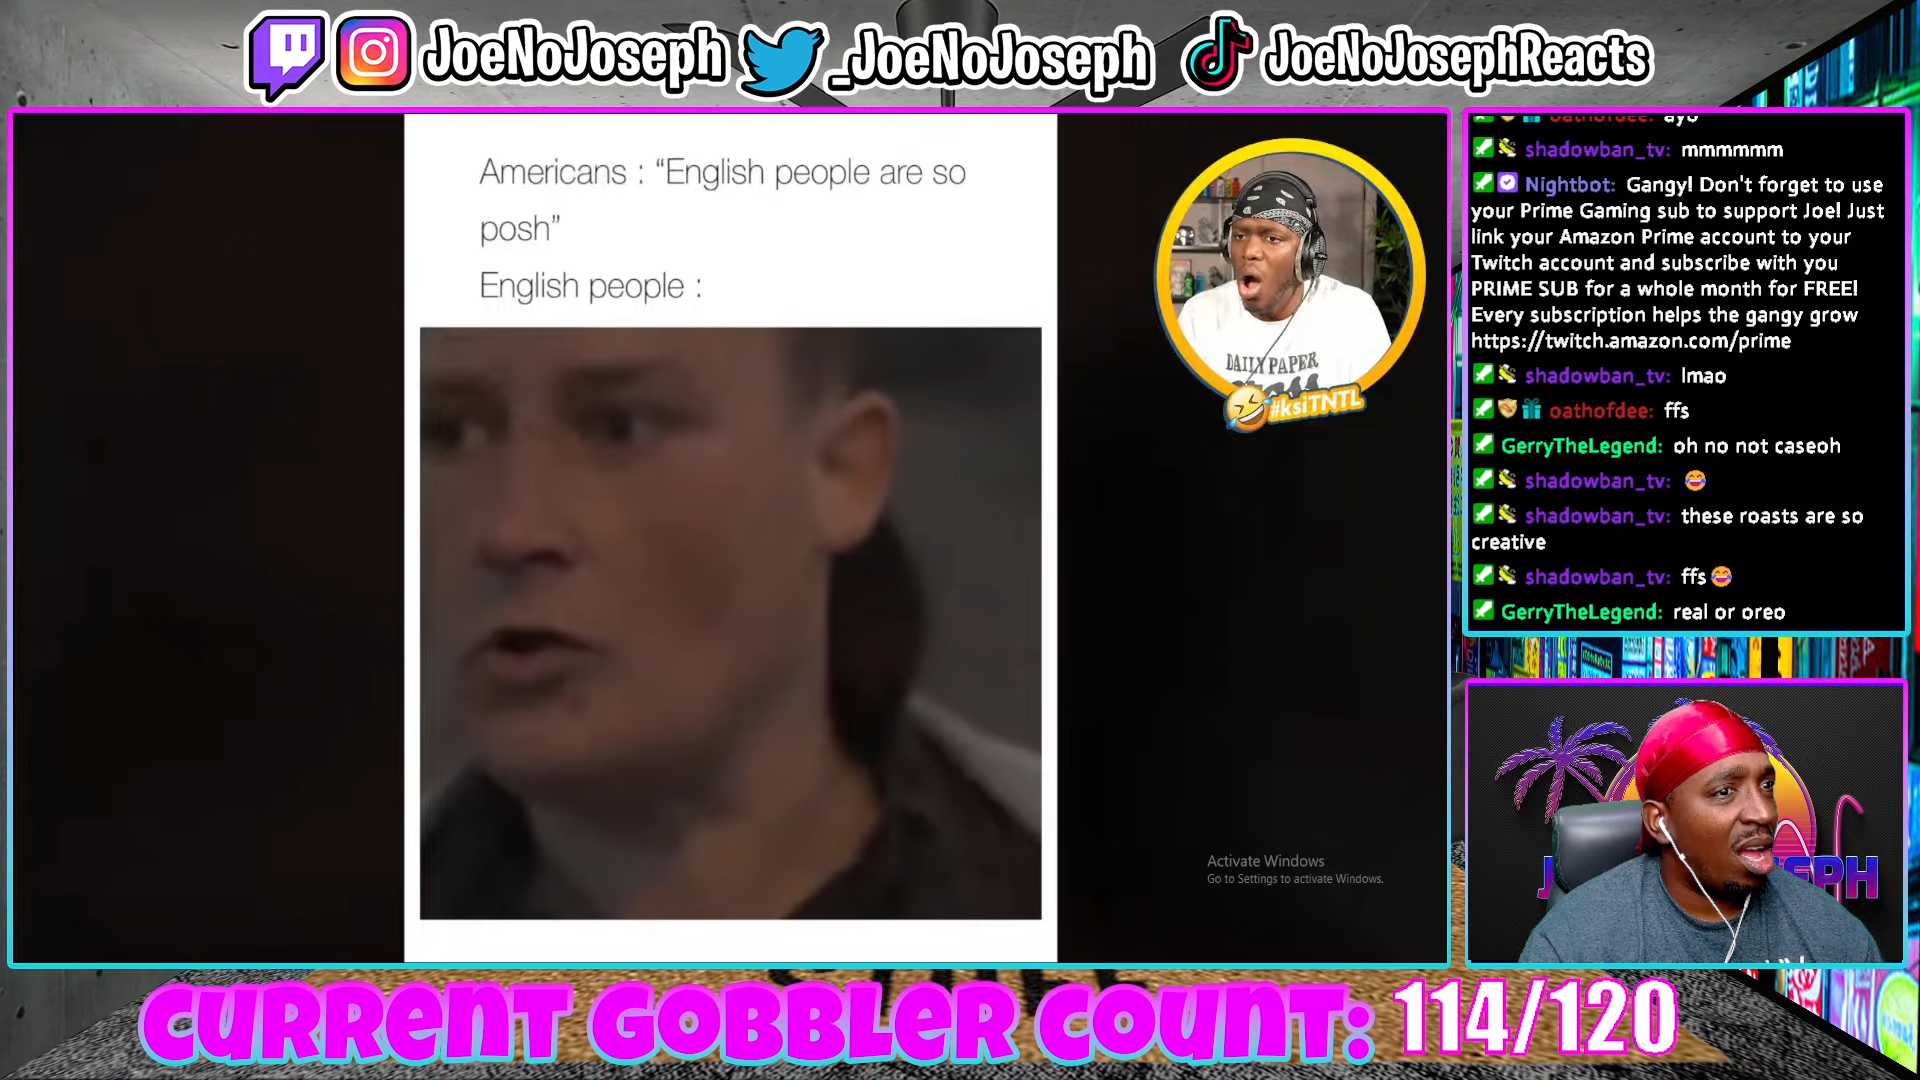 JoeNoJoseph
_JoeNoJoseph
JoeNoJosephReacts
Americans : “English people are so
posh”
English people :
DAILY PAPER
#ksiTNTL
Activate Windows
Go to Settings to activate Windows.
oathofdee: ayo
shadowban_tv: mmmmmm
Nightbot: Gangy! Don't forget to use
your Prime Gaming sub to support Joe! Just
link your Amazon Prime account to your
Twitch account and subscribe with you
PRIME SUB for a whole month for FREE!
Every subscription helps the gangy grow
https://twitch.amazon.com/prime
shadowban_tv: lmao
oathofdee: ffs
GerryTheLegend: oh no not caseoh
shadowban_tv: 😂
shadowban_tv: these roasts are so
creative
shadowban_tv: ffs😂
GerryTheLegend: real or oreo
CURRENT GOBBLER COUNT: 114/120